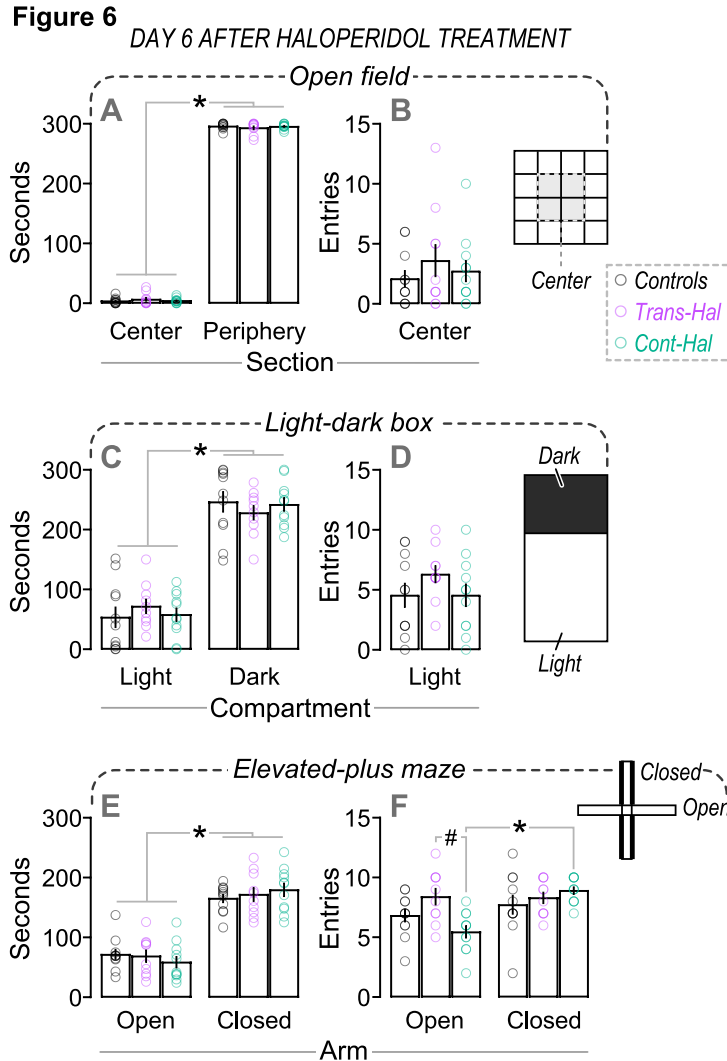 Figure 6
DAY 6 AFTER HALOPERIDOL TREATMENT
Open field
A
*
B
Seconds
300
200
100
0
Center
Periphery
Entries
15
10
5
0
Center
Section
Center
Controls
Trans-Hal
Cont-Hal
Light-dark box
C
*
D
Seconds
300
200
100
0
Light
Dark
Entries
15
10
5
0
Light
Compartment
Dark
Light
Elevated-plus maze
E
*
F
Seconds
300
200
100
0
Open
Closed
Entries
15
10
5
0
#
*
Open
Closed
Arm
Closed
Open